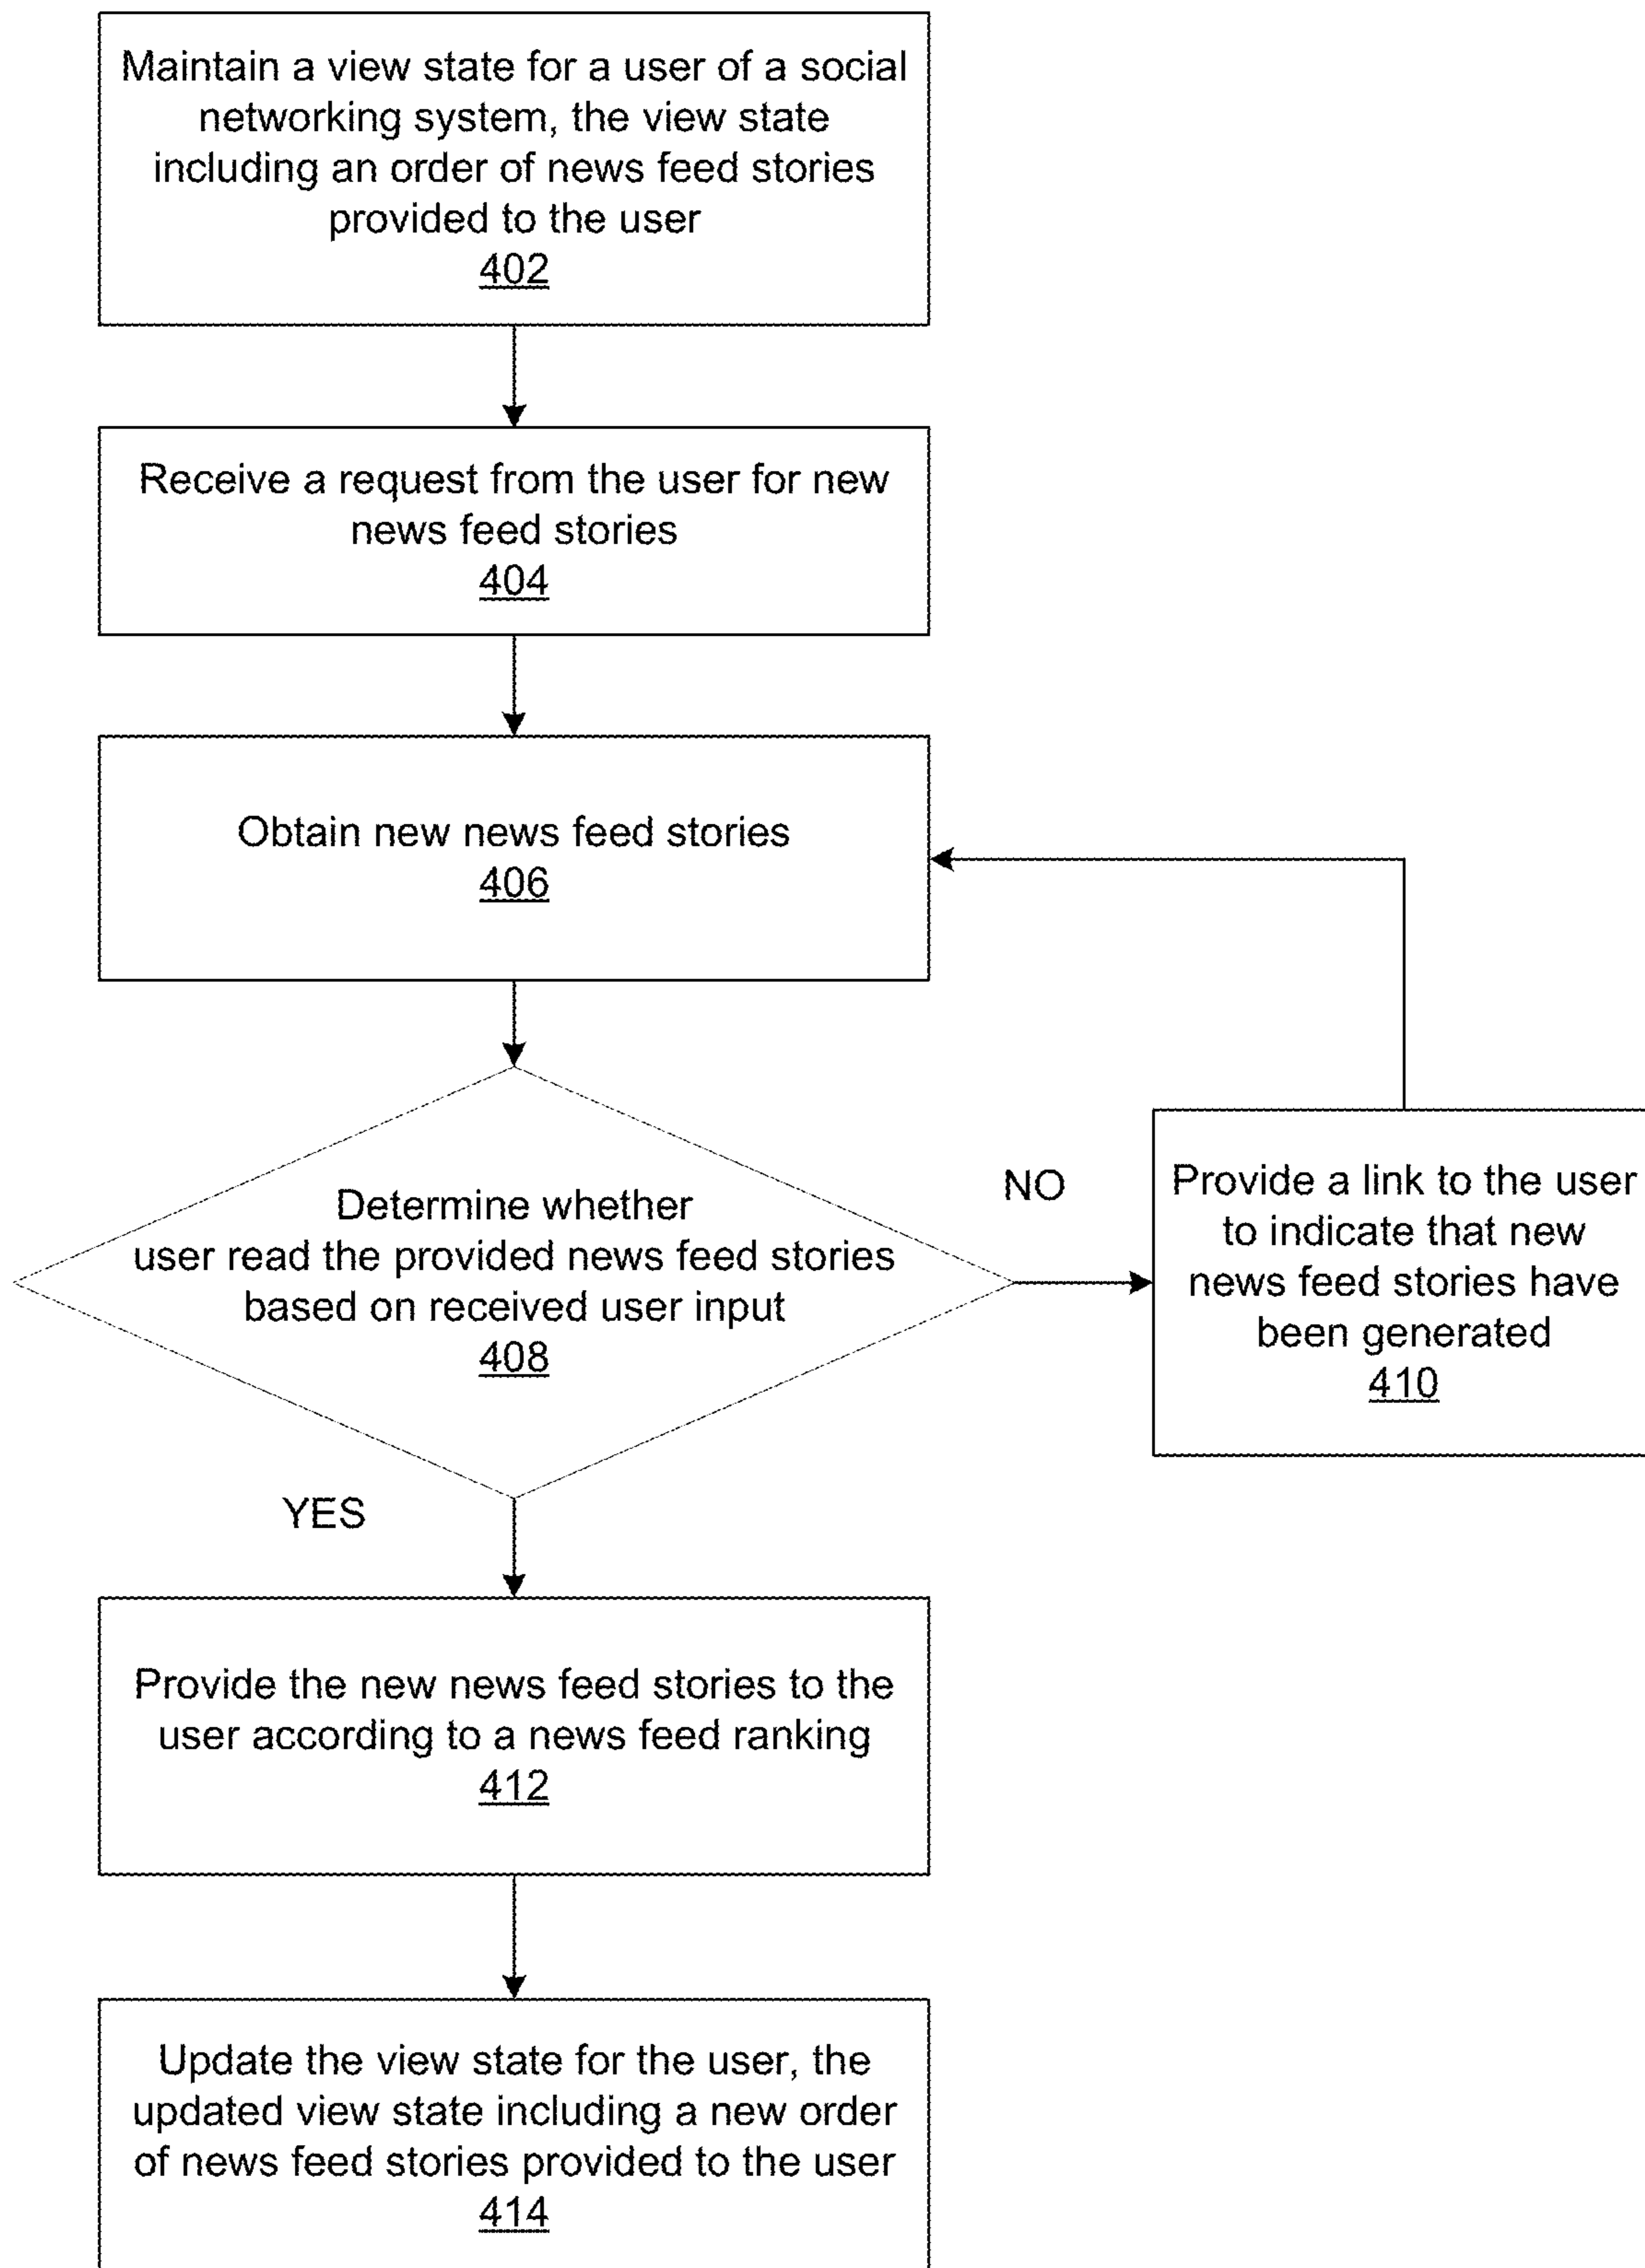 Maintain a view state for a user of a social
networking system, the view state
including an order of news feed stories
provided to the user
402
Receive a request from the user for new
news feed stories
404
Obtain new news feed stories
406
Determine whether
user read the provided news feed stories
based on received user input
408
NO
Provide a link to the user
to indicate that new
news feed stories have
been generated
410
YES
Provide the new news feed stories to the
user according to a news feed ranking
412
Update the view state for the user, the
updated view state including a new order
of news feed stories provided to the user
414